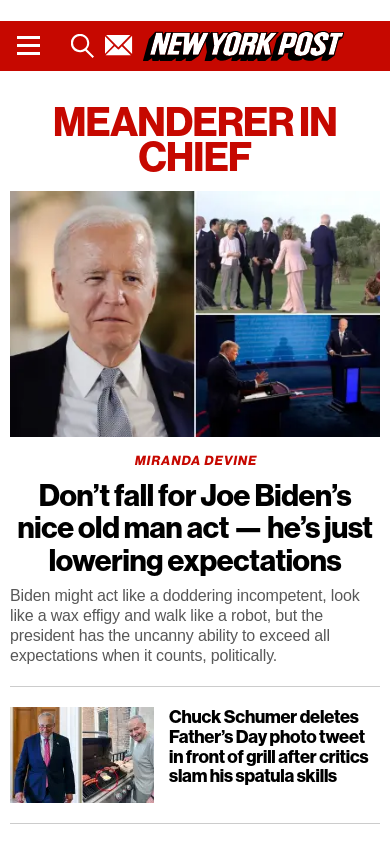 NEW YORK POST
MEANDERER IN
CHIEF
MIRANDA DEVINE
Don’t fall for Joe Biden’s
nice old man act — he’s just
lowering expectations
Biden might act like a doddering incompetent, look
like a wax effigy and walk like a robot, but the
president has the uncanny ability to exceed all
expectations when it counts, politically.
Chuck Schumer deletes
Father’s Day photo tweet
in front of grill after critics
slam his spatula skills